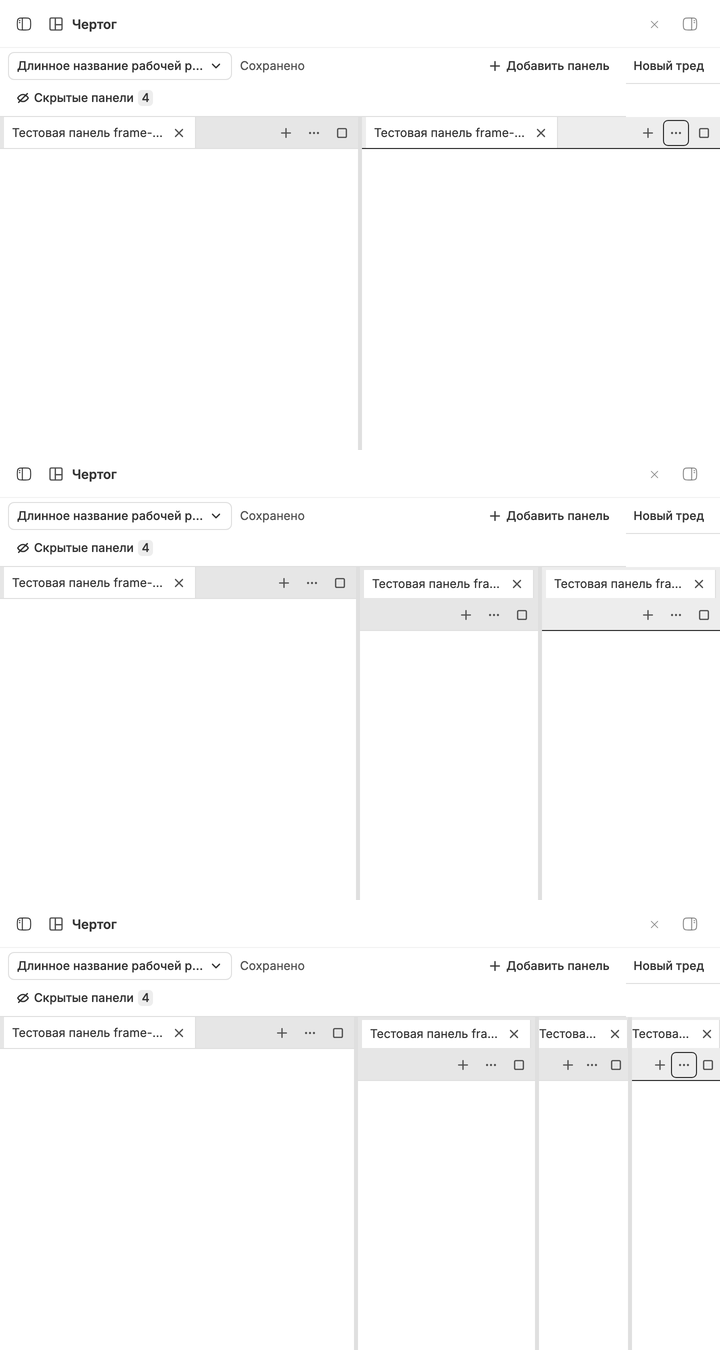 Чертог
Длинное название рабочей р... Сохранено Добавить панель Новый тред
Скрытые панели 4
Тестовая панель frame-... Тестовая панель frame-...
Чертог
Длинное название рабочей р... Сохранено Добавить панель Новый тред
Скрытые панели 4
Тестовая панель frame-... Тестовая панель fra... Тестовая панель fra...
Чертог
Длинное название рабочей р... Сохранено Добавить панель Новый тред
Скрытые панели 4
Тестовая панель frame-... Тестовая панель fra... Тестова... Тестова...